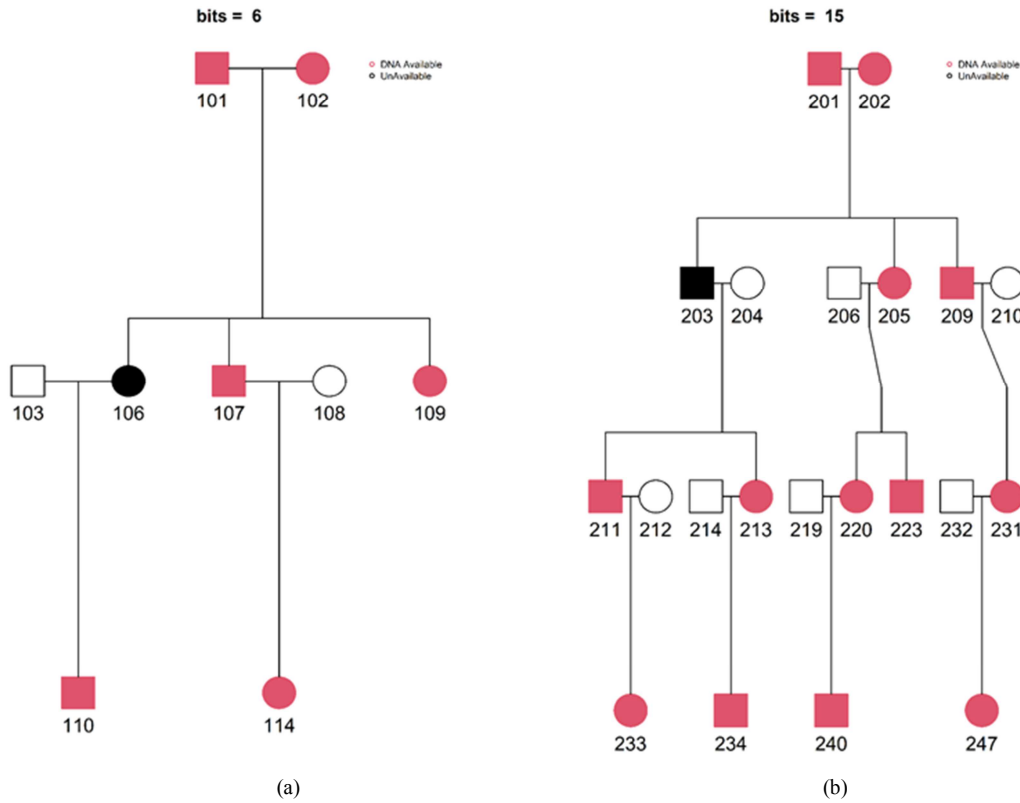 bits = 6
DNA Available
UnAvailable
101 102
103 106 107 108 109
110 114
(a)
bits = 15
DNA Available
UnAvailable
201 202
203 204 206 205 209 210
211 212 214 213 219 220 223 232 231
233 234 240 247
(b)